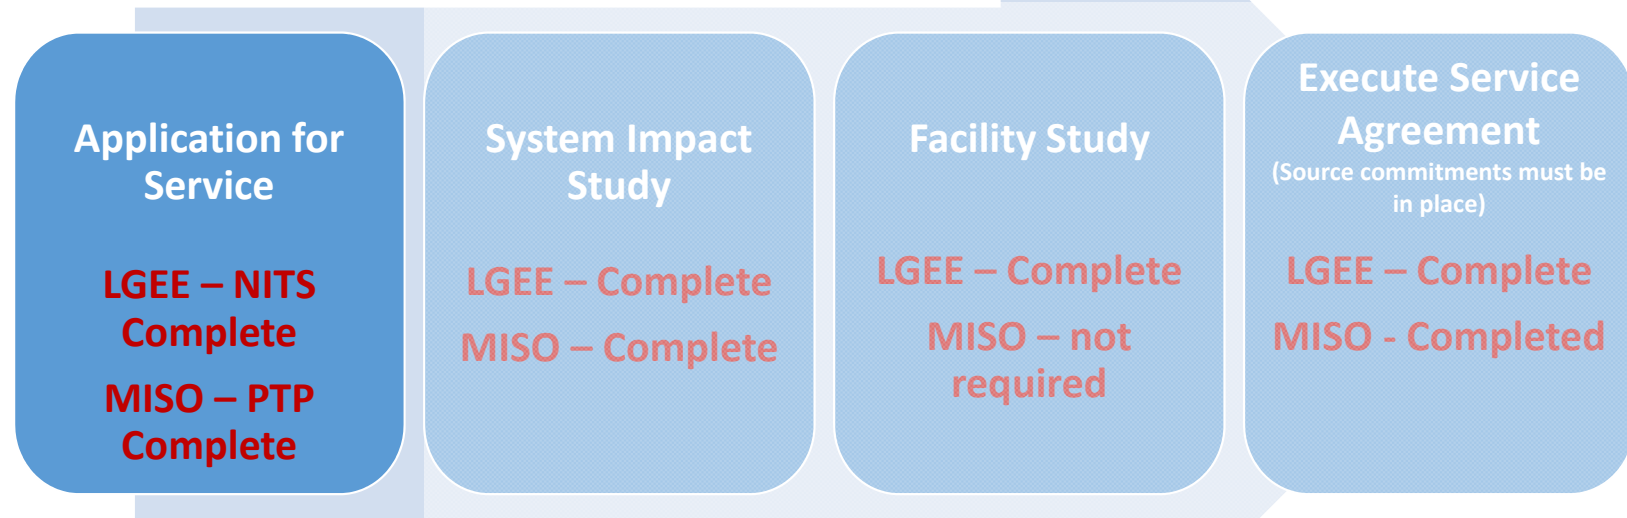 Application for
Service
LGEE – NITS
Complete
MISO – PTP
Complete
System Impact
Study
LGEE – Complete
MISO – Complete
Facility Study
LGEE – Complete
MISO – not
required
Execute Service
Agreement
(Source commitments must be
in place)
LGEE – Complete
MISO - Completed